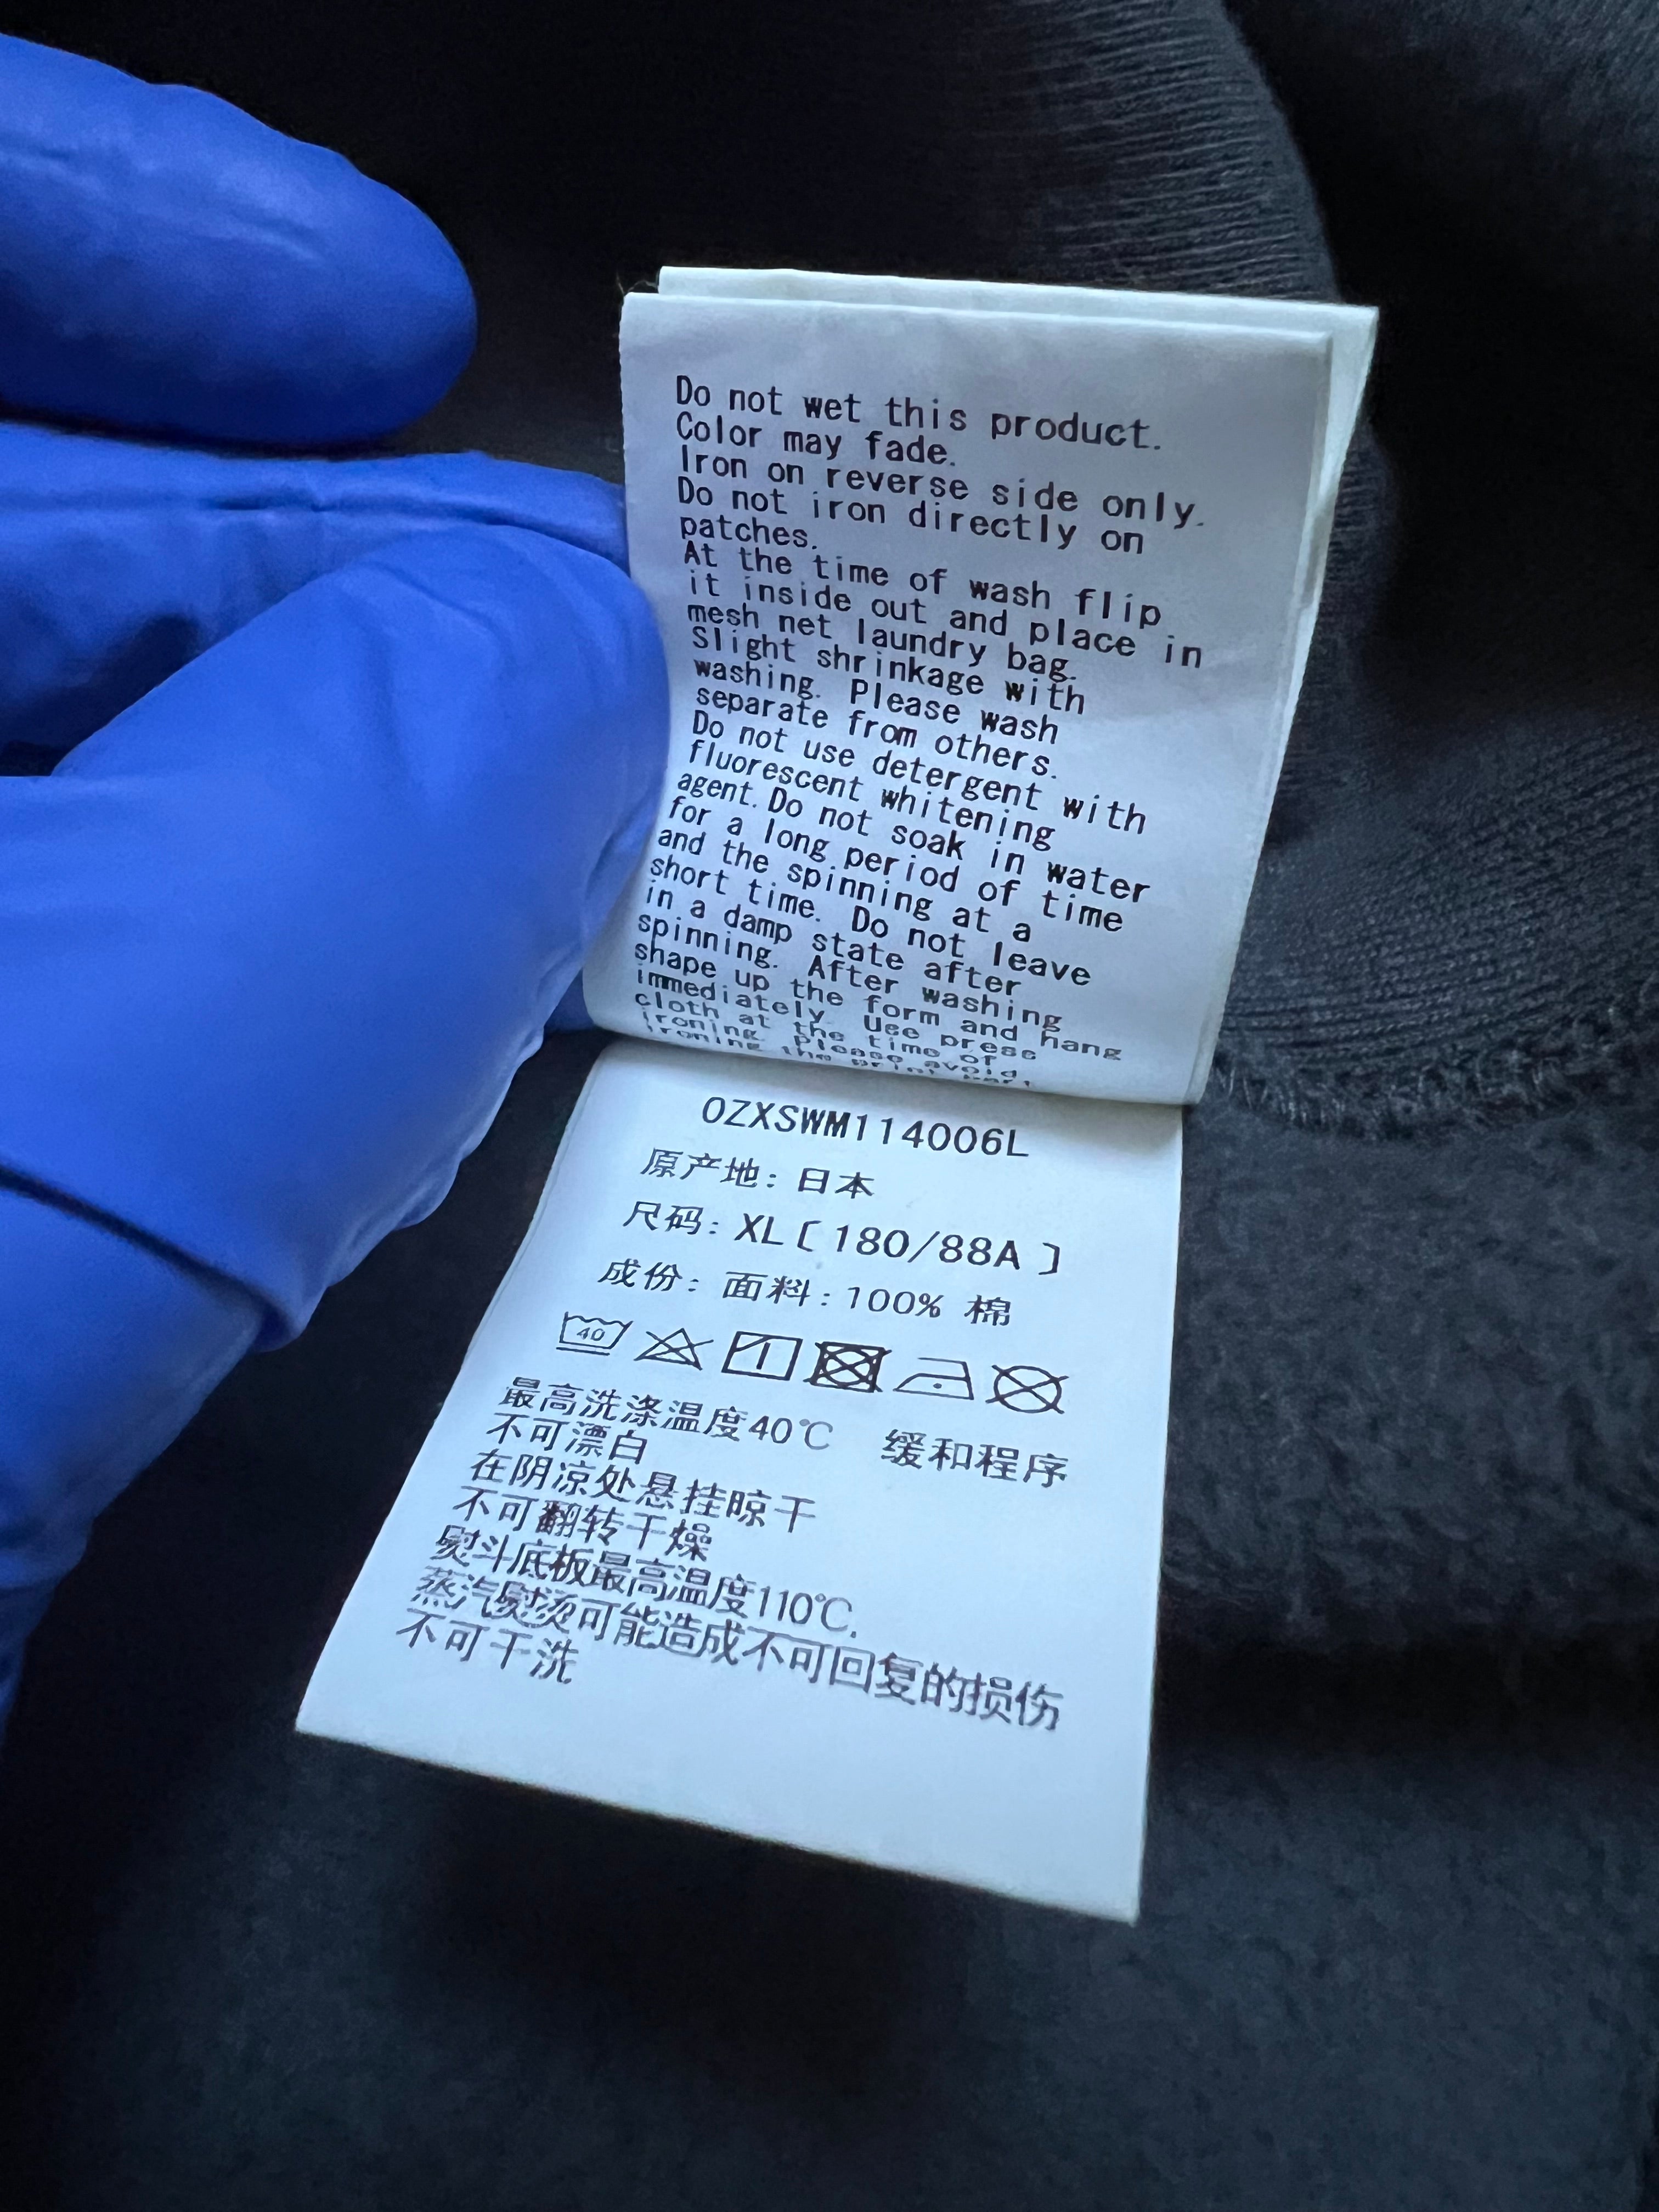 Do not wet this product.
Color may fade.
Iron on reverse side only.
Do not iron directly on
patches.
At the time of wash flip
it inside out and place in
mesh net laundry bag.
Slight shrinkage with
washing. Please wash
separate from others.
Do not use detergent with
fluorescent whitening
agent. Do not soak in water
for a long period of time
and the spinning at a
short time. Do not leave
in a damp state after
spinning. After washing
shape up the form and hang
immediately. Use press
cloth at the time of
ironing. Please avoid
ironing the print
OZXSWM114006L
原产地: 日本
尺码: XL [ 180/88A ]
成份: 面料: 100% 棉
40
最高洗涤温度40℃ 缓和程序
不可漂白
在阴凉处悬挂晾干
不可翻转干燥
熨斗底板最高温度110℃.
蒸汽熨烫可能造成不可回复的损伤
不可干洗